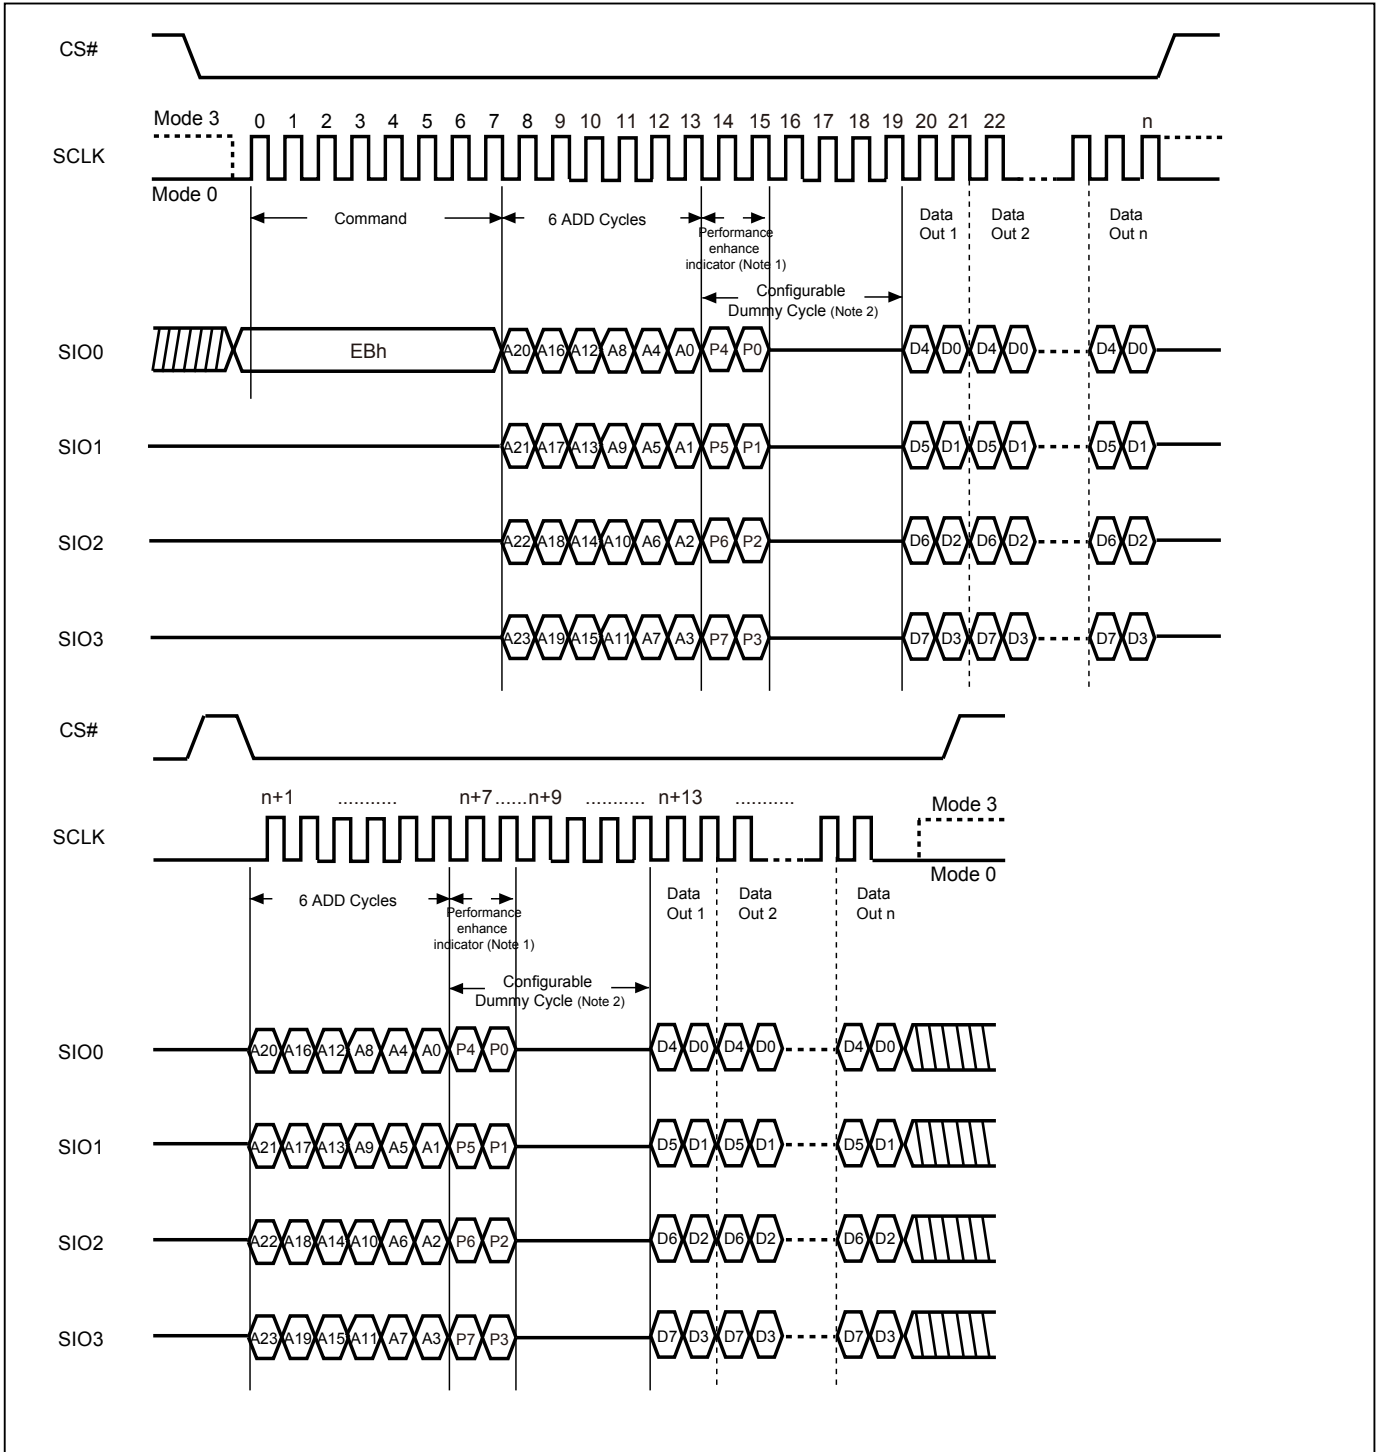 CS#
Mode 3
0 1 2 3 4 5 6 7 8 9 10 11 12 13 14 15 16 17 18 19 20 21 22 n
SCLK
Mode 0
Command
6 ADD Cycles
Performance
enhance
indicator (Note 1)
Data
Out 1
Data
Out 2
Data
Out n
Configurable
Dummy Cycle (Note 2)
SIO0 EBh A20 A16 A12 A8 A4 A0 P4 P0 D4 D0 D4 D0 D4 D0
SIO1 A21 A17 A13 A9 A5 A1 P5 P1 D5 D1 D5 D1 D5 D1
SIO2 A22 A18 A14 A10 A6 A2 P6 P2 D6 D2 D6 D2 D6 D2
SIO3 A23 A19 A15 A11 A7 A3 P7 P3 D7 D3 D7 D3 D7 D3
CS#
n+1 ........... n+7......n+9 ........... n+13 ...........
Mode 3
SCLK
Mode 0
6 ADD Cycles
Performance
enhance
indicator (Note 1)
Data
Out 1
Data
Out 2
Data
Out n
Configurable
Dummy Cycle (Note 2)
SIO0 A20 A16 A12 A8 A4 A0 P4 P0 D4 D0 D4 D0 D4 D0
SIO1 A21 A17 A13 A9 A5 A1 P5 P1 D5 D1 D5 D1 D5 D1
SIO2 A22 A18 A14 A10 A6 A2 P6 P2 D6 D2 D6 D2 D6 D2
SIO3 A23 A19 A15 A11 A7 A3 P7 P3 D7 D3 D7 D3 D7 D3